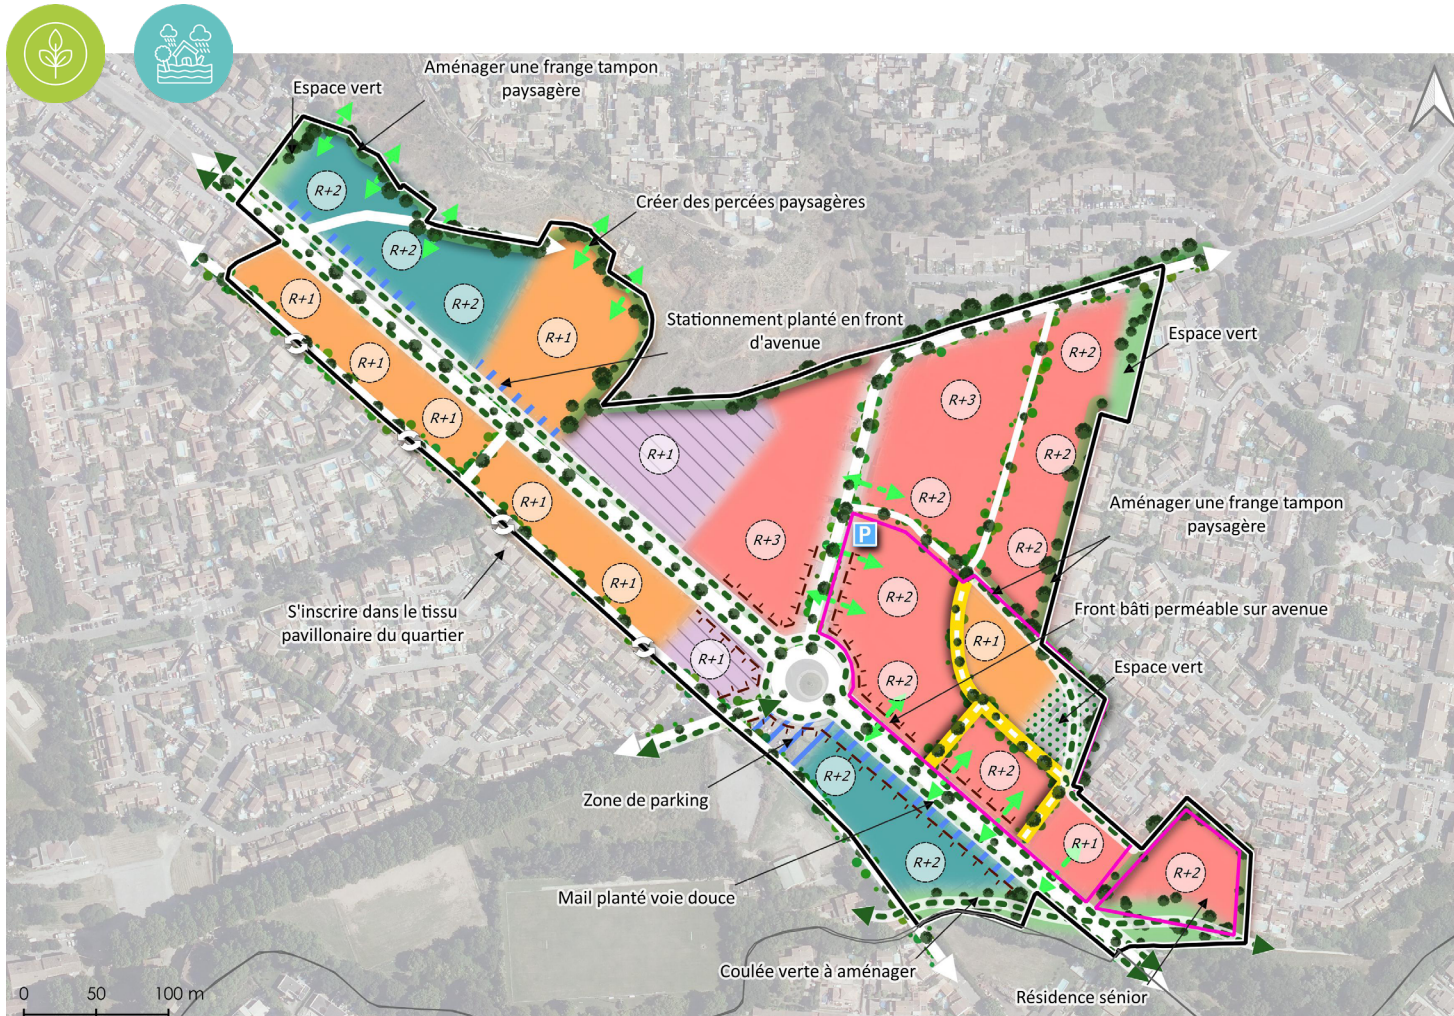 Aménager une frange tampon
paysagère
Espace vert
R+2
Créer des percées paysagères
R+2
R+1
R+2
Stationnement planté en front
d'avenue
R+1
Espace vert
R+2
R+1
R+3
R+1
R+1
R+2
R+2
R+1
Aménager une frange tampon
paysagère
P
R+3
R+2
S'inscrire dans le tissu
pavillonaire du quartier
R+1
R+2
Front bâti perméable sur avenue
R+1
R+1
Espace vert
R+2
R+2
R+2
Zone de parking
R+1
R+2
R+2
Mail planté voie douce
Coulée verte à aménager
Résidence sénior
0 50 100 m